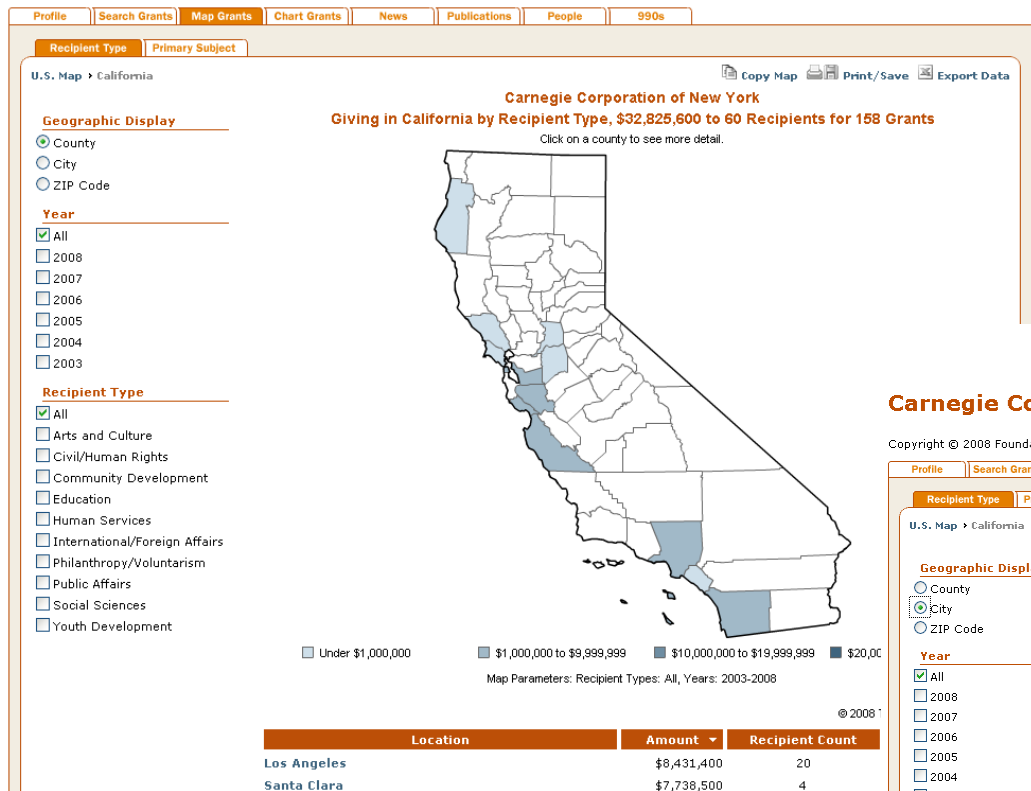 Profile Search Grants Map Grants Chart Grants News Publications People 990s
Recipient Type Primary Subject
U.S. Map › California
Copy Map Print/Save Export Data
Carnegie Corporation of New York
Giving in California by Recipient Type, $32,825,600 to 60 Recipients for 158 Grants
Click on a county to see more detail.
Geographic Display
County
City
ZIP Code
Year
All
2008
2007
2006
2005
2004
2003
Recipient Type
All
Arts and Culture
Civil/Human Rights
Community Development
Education
Human Services
International/Foreign Affairs
Philanthropy/Voluntarism
Public Affairs
Social Sciences
Youth Development
Under $1,000,000 $1,000,000 to $9,999,999 $10,000,000 to $19,999,999 $20,00
Map Parameters: Recipient Types: All, Years: 2003-2008
© 2008
Location Amount Recipient Count
Los Angeles $8,431,400 20
Santa Clara $7,738,500 4
Carnegie Co
Copyright © 2008 Founda
Profile Search Gran
Recipient Type P
U.S. Map › California
Geographic Displ
County
City
ZIP Code
Year
All
2008
2007
2006
2005
2004